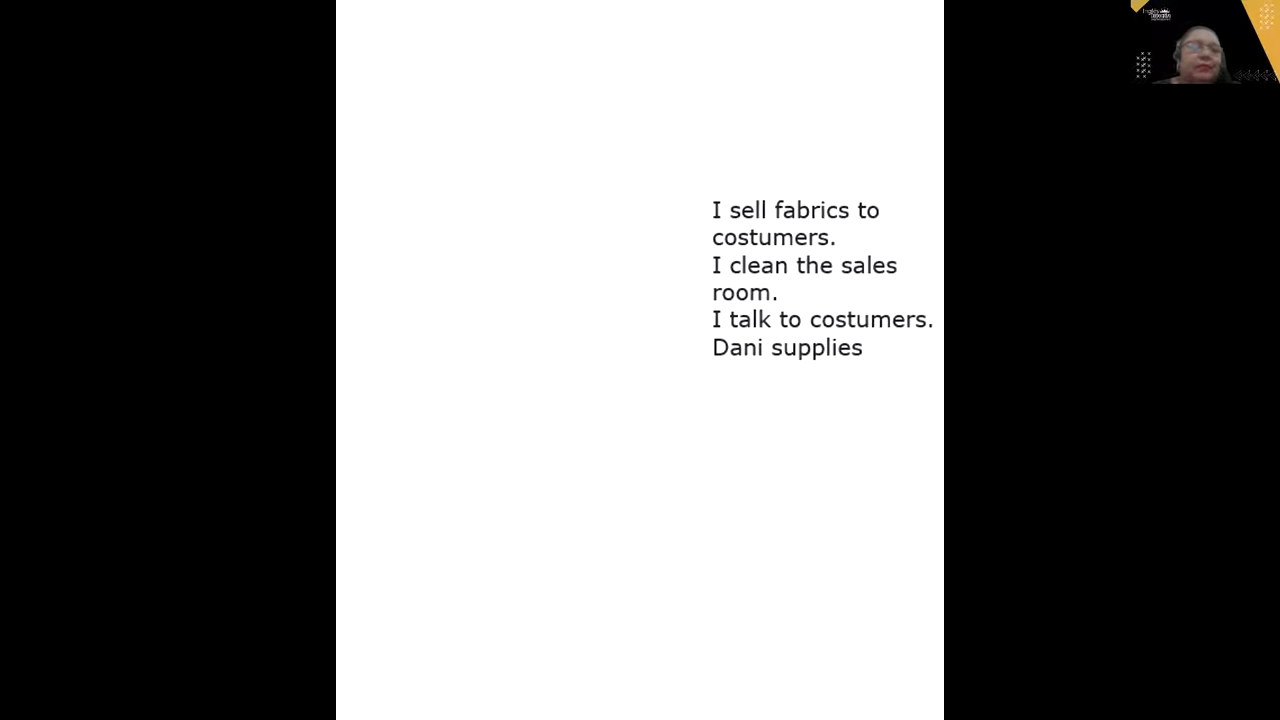 I sell fabrics to
costumers.
I clean the sales
room.
I talk to costumers.
Dani supplies